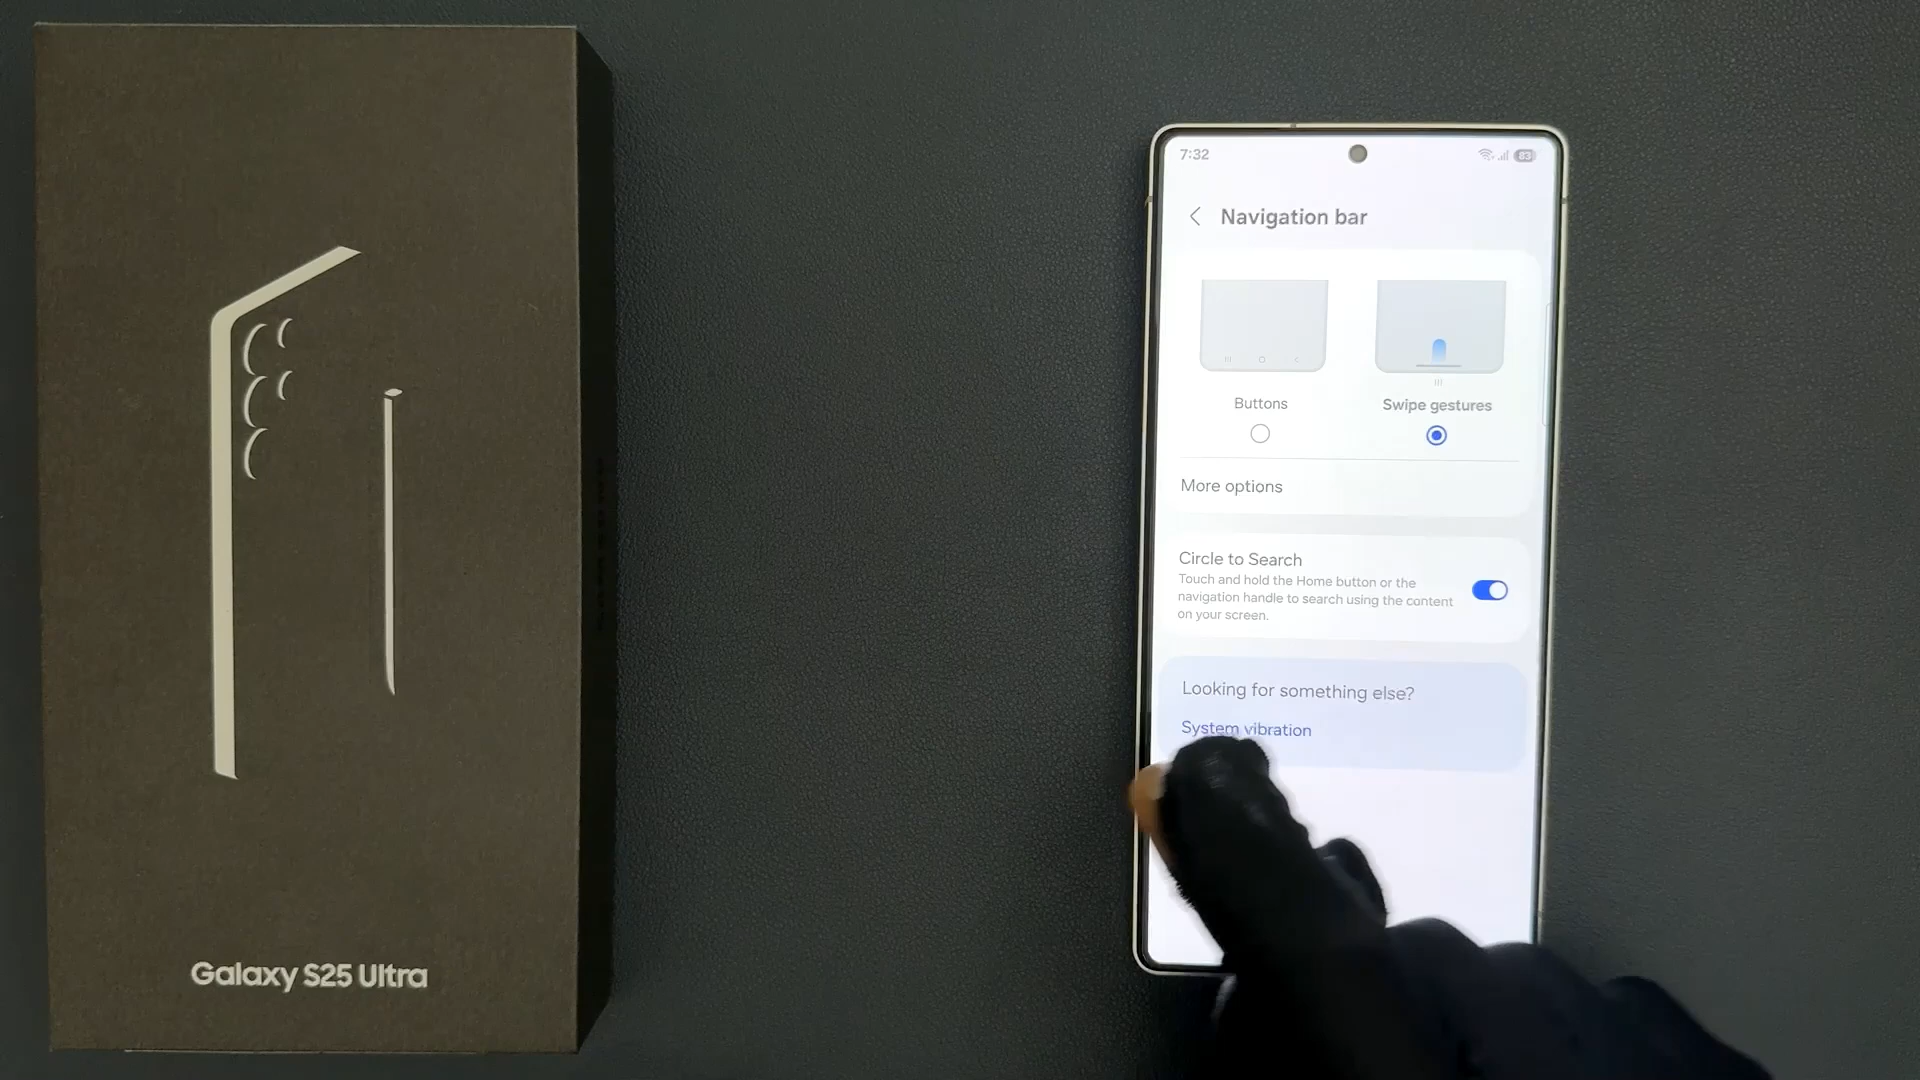 Galaxy S25 Ultra
7:32
83
Navigation bar
Buttons
Swipe gestures
More options
Circle to Search
Touch and hold the Home button or the
navigation handle to search using the content
on your screen.
Looking for something else?
System vibration